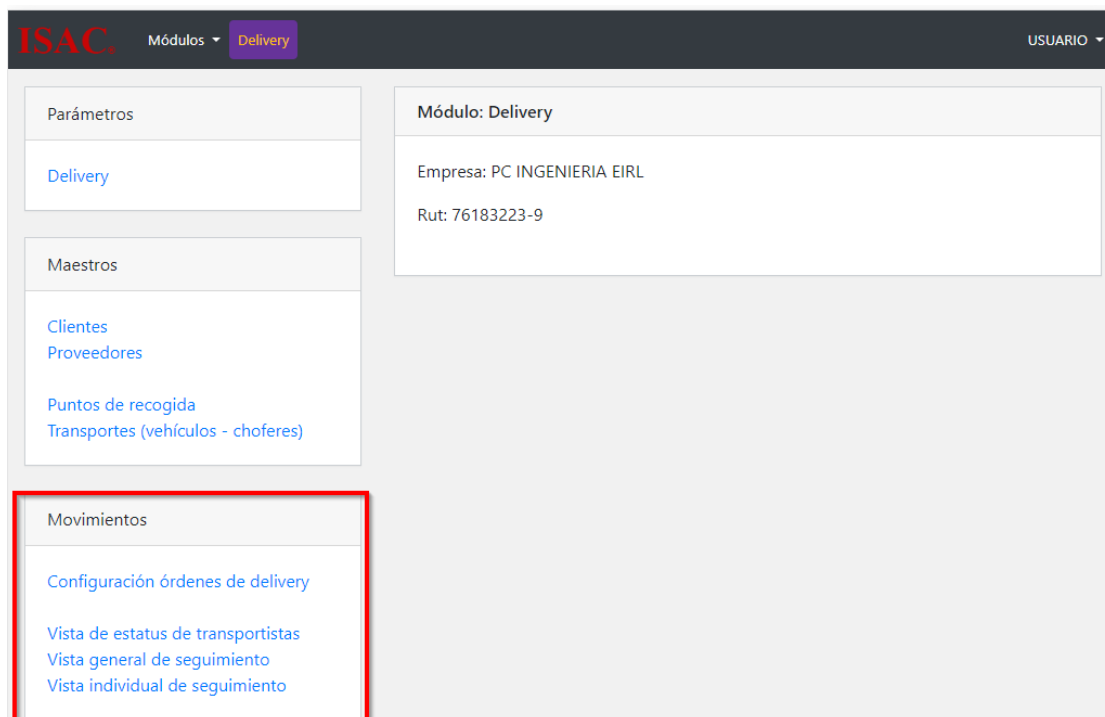 ISAC. Módulos Delivery USUARIO
Parámetros
Delivery
Maestros
Clientes
Proveedores
Puntos de recogida
Transportes (vehículos - choferes)
Movimientos
Configuración órdenes de delivery
Vista de estatus de transportistas
Vista general de seguimiento
Vista individual de seguimiento
Módulo: Delivery
Empresa: PC INGENIERIA EIRL
Rut: 76183223-9